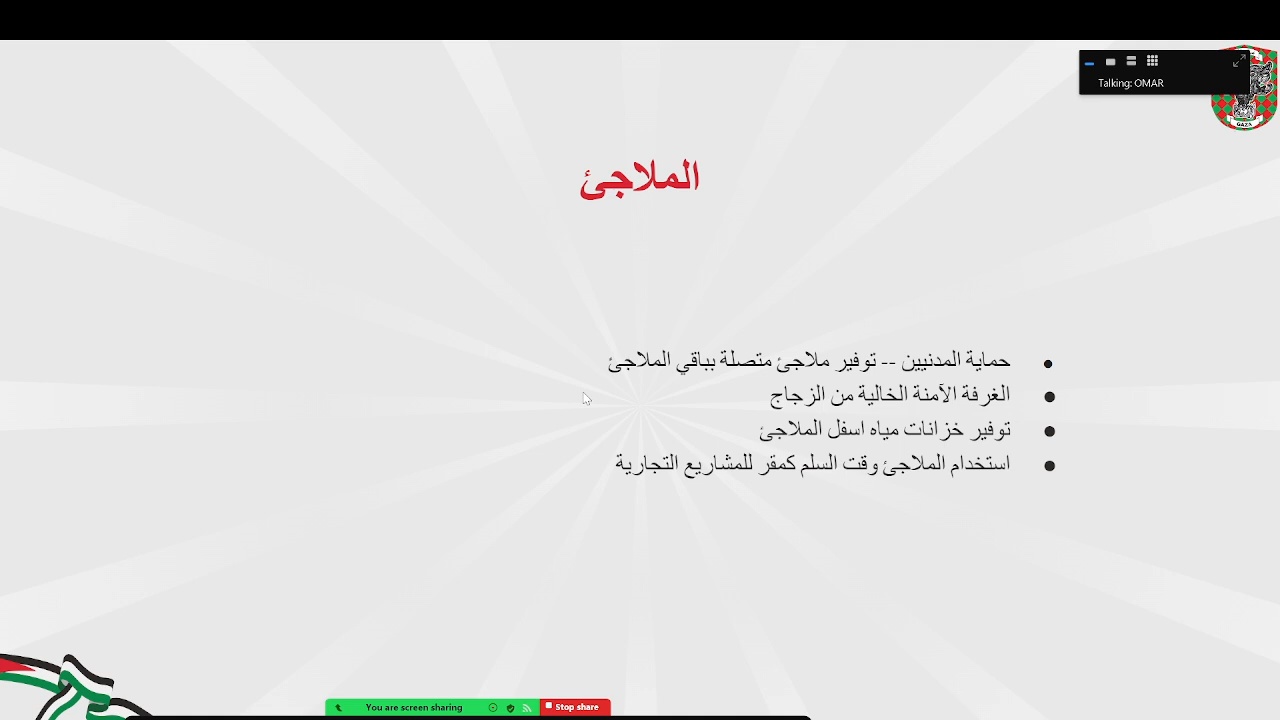 Talking: OMAR
GAZA
الملاجئ
حماية المدنيين -- توفير ملاجئ متصلة بباقي الملاجئ
الغرفة الآمنة الخالية من الزجاج
توفير خزانات مياه اسفل الملاجئ
استخدام الملاجئ وقت السلم كمقر للمشاريع التجارية
You are screen sharing
Stop share